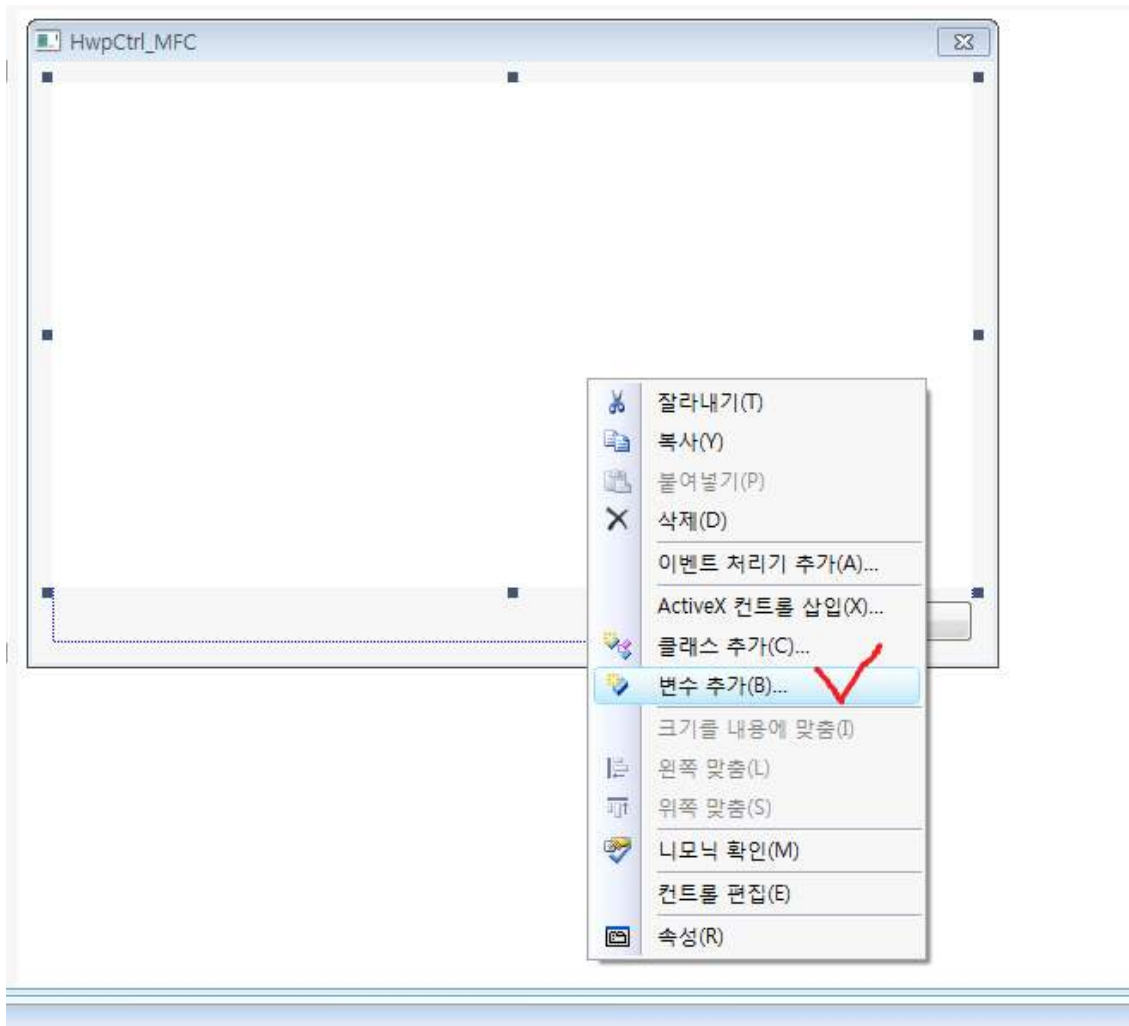 HwpCtrl_MFC
잘라내기(T)
복사(Y)
붙여넣기(P)
삭제(D)
이벤트 처리기 추가(A)...
ActiveX 컨트롤 삽입(X)...
클래스 추가(C)...
변수 추가(B)...
크기를 내용에 맞춤(I)
왼쪽 맞춤(L)
위쪽 맞춤(S)
니모닉 확인(M)
컨트롤 편집(E)
속성(R)